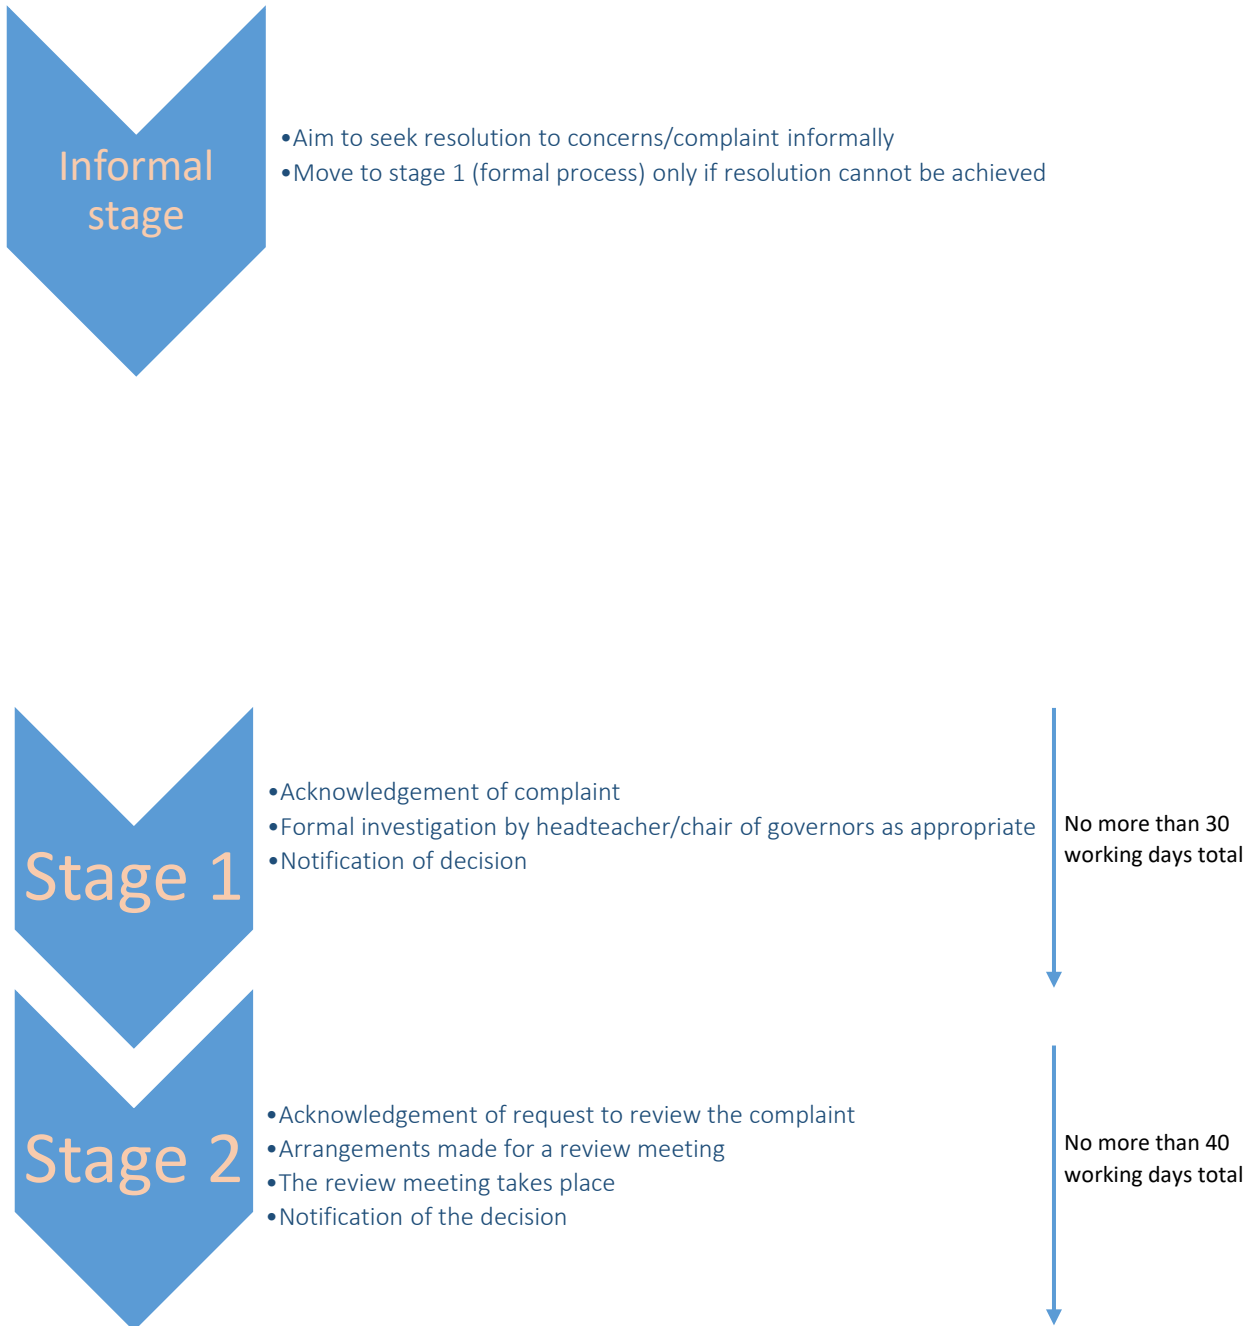 Informal
stage
•Aim to seek resolution to concerns/complaint informally
•Move to stage 1 (formal process) only if resolution cannot be achieved
Stage 1
•Acknowledgement of complaint
•Formal investigation by headteacher/chair of governors as appropriate
•Notification of decision
No more than 30
working days total
Stage 2
•Acknowledgement of request to review the complaint
•Arrangements made for a review meeting
•The review meeting takes place
•Notification of the decision
No more than 40
working days total